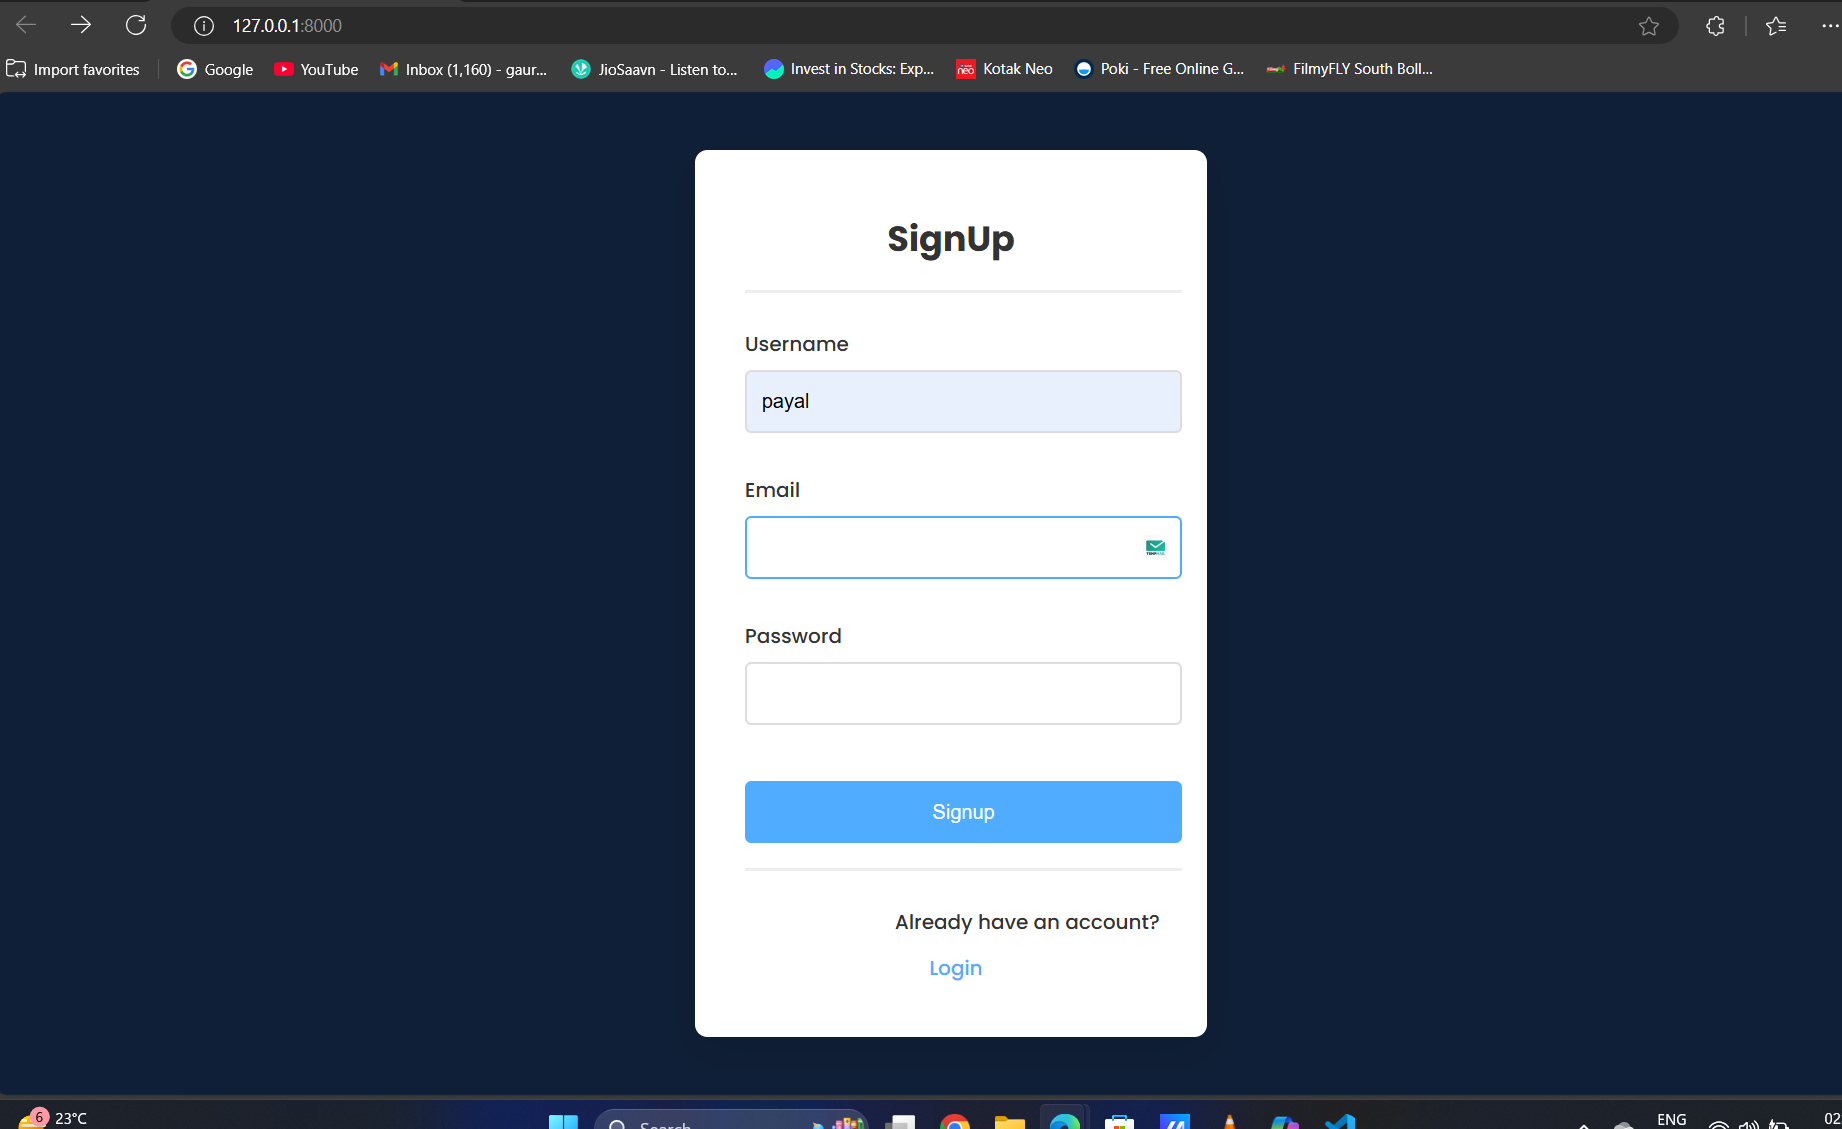 127.0.0.1:8000
Import favorites Google YouTube Inbox (1,160) - gaur... JioSaavn - Listen to... Invest in Stocks: Exp... neo Kotak Neo Poki - Free Online G... FilmyFLY South Boll...
SignUp
Username
payal
Email
Password
Signup
Already have an account?
Login
6 23°C Search ENG 02